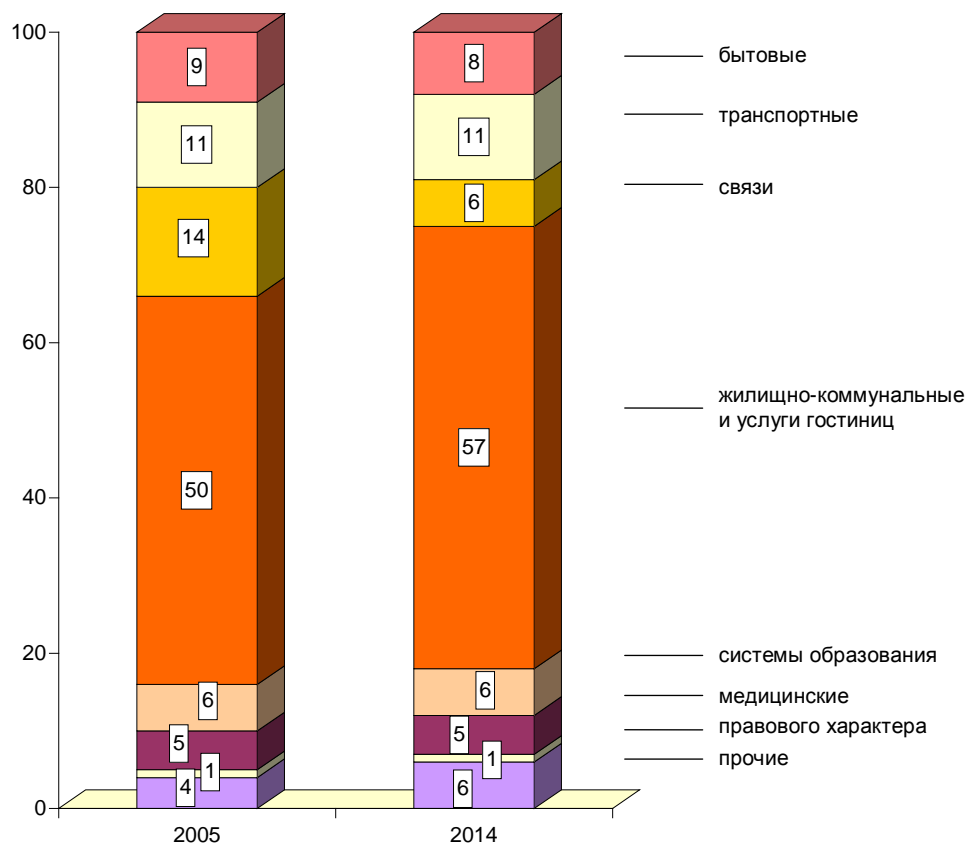 100
80
60
40
20
0
9
11
14
50
6
5
1
4
8
11
6
57
6
5
1
6
2005
2014
бытовые
транспортные
связи
жилищно-коммунальные
и услуги гостиниц
системы образования
медицинские
правового характера
прочие